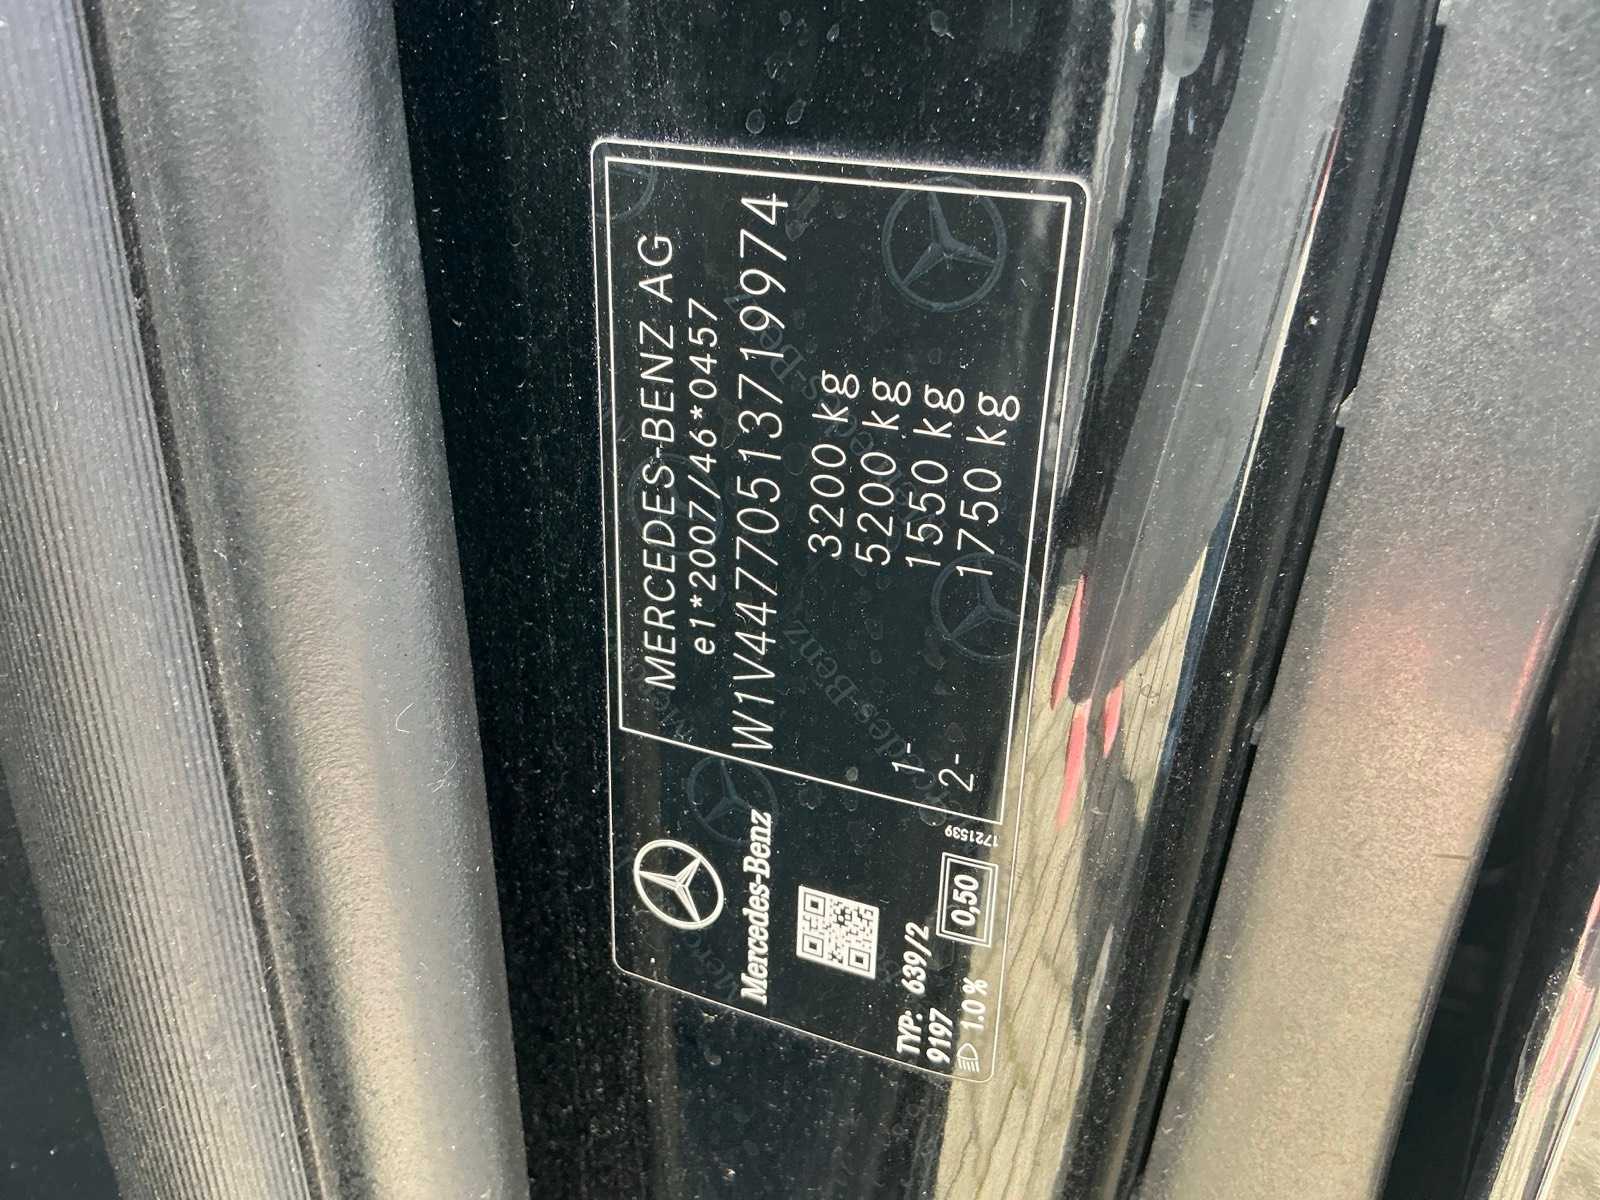 MERCEDES-BENZ AG
e1*2007/46*0457
W1V44770513719974
3200 kg
5200 kg
1- 1550 kg
2- 1750 kg
Mercedes-Benz
TYP: 639/2
9197
1.0 %
0,50
1721539